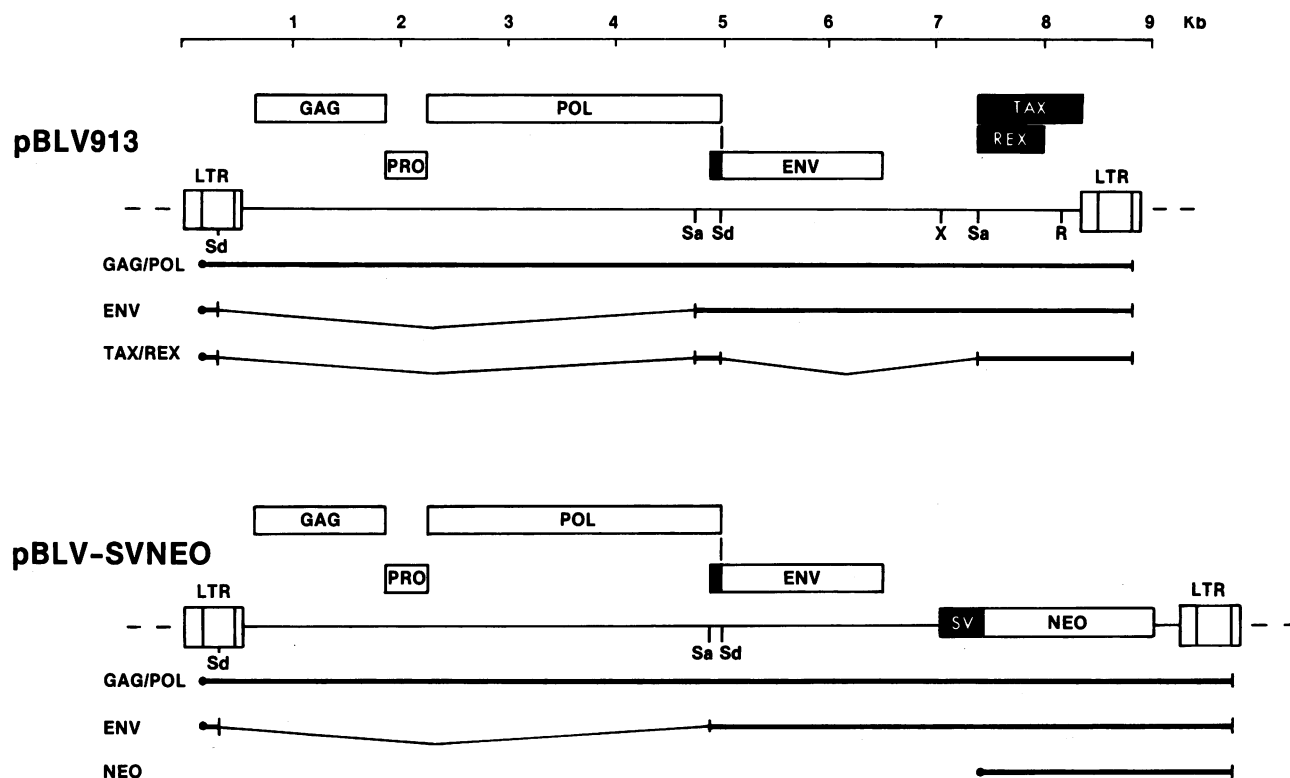 1 2 3 4 5 6 7 8 9 Kb
GAG POL TAX
pBLV913
REX
PRO ENV
LTR LTR
Sd Sa Sd X Sa R
GAG/POL
ENV
TAX/REX
GAG POL
pBLV-SVNEO
PRO ENV
LTR LTR
SV NEO
Sd Sa Sd
GAG/POL
ENV
NEO